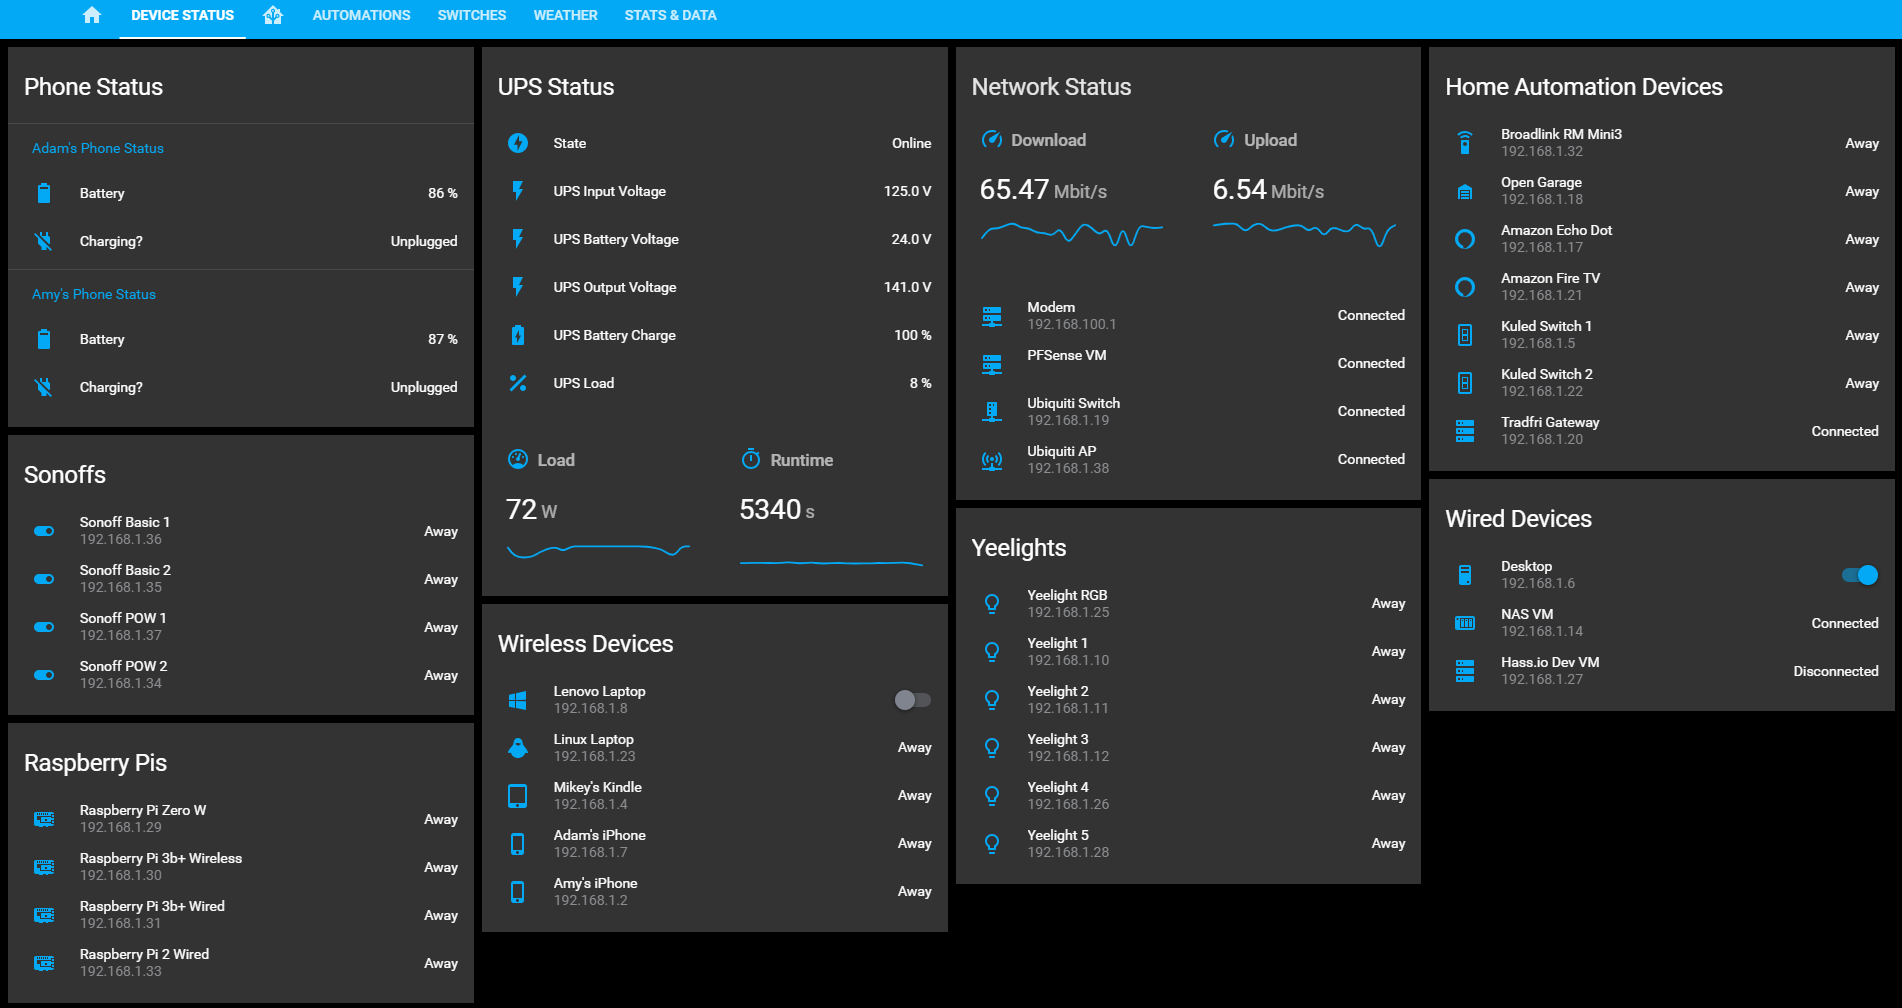 DEVICE STATUS
AUTOMATIONS
SWITCHES
WEATHER
STATS & DATA
Phone Status
Adam's Phone Status
Battery 86 %
Charging? Unplugged
Amy's Phone Status
Battery 87 %
Charging? Unplugged
Sonoffs
Sonoff Basic 1
192.168.1.36
Away
Sonoff Basic 2
192.168.1.35
Away
Sonoff POW 1
192.168.1.37
Away
Sonoff POW 2
192.168.1.34
Away
Raspberry Pis
Raspberry Pi Zero W
192.168.1.29
Away
Raspberry Pi 3b+ Wireless
192.168.1.30
Away
Raspberry Pi 3b+ Wired
192.168.1.31
Away
Raspberry Pi 2 Wired
192.168.1.33
Away
UPS Status
State Online
UPS Input Voltage 125.0 V
UPS Battery Voltage 24.0 V
UPS Output Voltage 141.0 V
UPS Battery Charge 100 %
UPS Load 8 %
Load
72 W
Runtime
5340 s
Wireless Devices
Lenovo Laptop
192.168.1.8
Linux Laptop
192.168.1.23
Away
Mikey's Kindle
192.168.1.4
Away
Adam's iPhone
192.168.1.7
Away
Amy's iPhone
192.168.1.2
Away
Network Status
Download
65.47 Mbit/s
Upload
6.54 Mbit/s
Modem
192.168.100.1
Connected
PFSense VM
Connected
Ubiquiti Switch
192.168.1.19
Connected
Ubiquiti AP
192.168.1.38
Connected
Yeelights
Yeelight RGB
192.168.1.25
Away
Yeelight 1
192.168.1.10
Away
Yeelight 2
192.168.1.11
Away
Yeelight 3
192.168.1.12
Away
Yeelight 4
192.168.1.26
Away
Yeelight 5
192.168.1.28
Away
Home Automation Devices
Broadlink RM Mini3
192.168.1.32
Away
Open Garage
192.168.1.18
Away
Amazon Echo Dot
192.168.1.17
Away
Amazon Fire TV
192.168.1.21
Away
Kuled Switch 1
192.168.1.5
Away
Kuled Switch 2
192.168.1.22
Away
Tradfri Gateway
192.168.1.20
Connected
Wired Devices
Desktop
192.168.1.6
NAS VM
192.168.1.14
Connected
Hass.io Dev VM
192.168.1.27
Disconnected